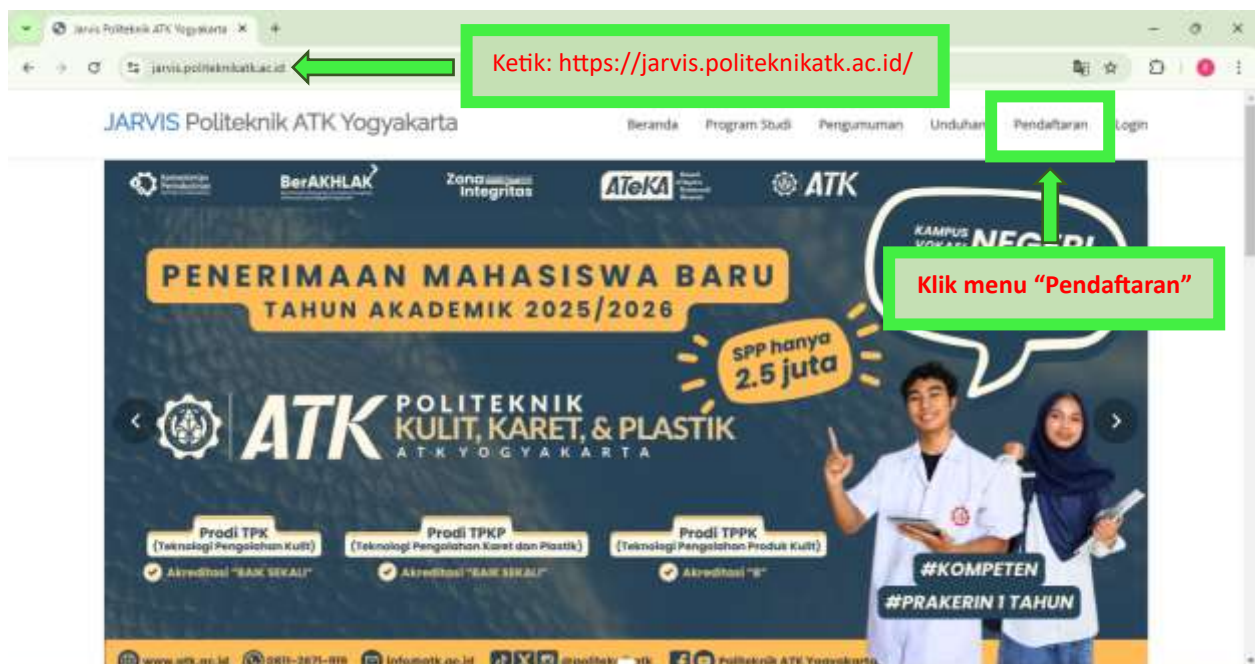 Jarvis Politeknik ATK Yogyakarta
jarvis.politeknikatk.ac.id
Ketik: https://jarvis.politeknikatk.ac.id/
JARVIS Politeknik ATK Yogyakarta
Beranda Program Studi Pengumuman Unduhan Pendaftaran Login
Kementerian Perindustrian
BerAKHLAK
Zona Integritas
ATeKA
ATK
KAMPUS
NEGERI
Klik menu “Pendaftaran”
PENERIMAAN MAHASISWA BARU
TAHUN AKADEMIK 2025/2026
SPP hanya
2.5 juta
ATK
POLITEKNIK
KULIT, KARET, & PLASTIK
ATK YOGYAKARTA
Prodi TPK
(Teknologi Pengolahan Kulit)
Akreditasi "BAIK SEKALI"
Prodi TPKP
(Teknologi Pengolahan Karet dan Plastik)
Akreditasi "BAIK SEKALI"
Prodi TPPK
(Teknologi Pengolahan Produk Kulit)
Akreditasi "B"
#KOMPETEN
#PRAKERIN 1 TAHUN
www.atk.ac.id
Politeknik ATK Yogyakarta